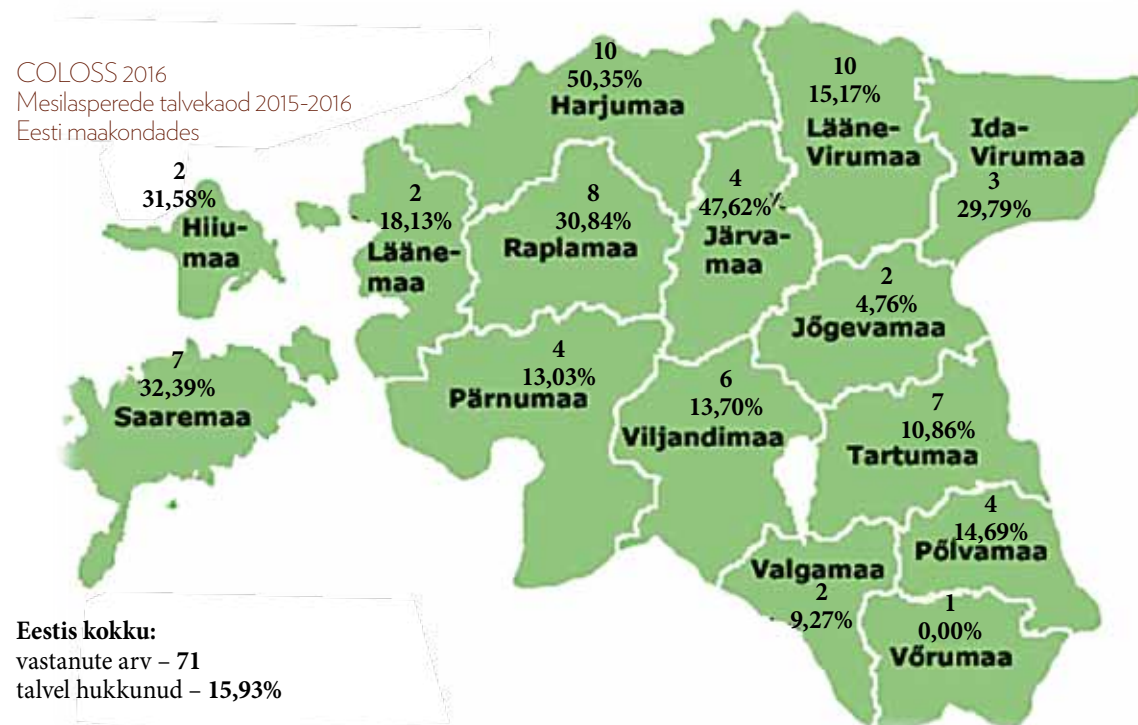 COLOSS 2016
Mesilasperede talvekaod 2015-2016
Eesti maakondades
10
50,35%
Harjumaa
10
15,17%
Lääne-
Virumaa
Ida-
Virumaa
3
29,79%
2
31,58%
Hiiu-
maa
2
18,13%
Lääne-
maa
8
30,84%
Raplamaa
4
47,62%
Järva-
maa
2
4,76%
Jõgevamaa
7
32,39%
Saaremaa
4
13,03%
Pärnumaa
6
13,70%
Viljandimaa
7
10,86%
Tartumaa
4
14,69%
Põlvamaa
Valgamaa
2
9,27%
1
0,00%
Võrumaa
Eestis kokku:
vastanute arv – 71
talvel hukkunud – 15,93%